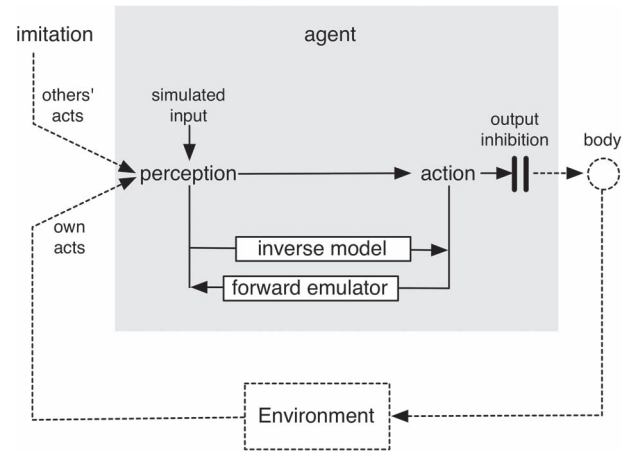 imitation
agent
others'
acts
simulated
input
output
inhibition
body
perception
action
own
acts
inverse model
forward emulator
Environment